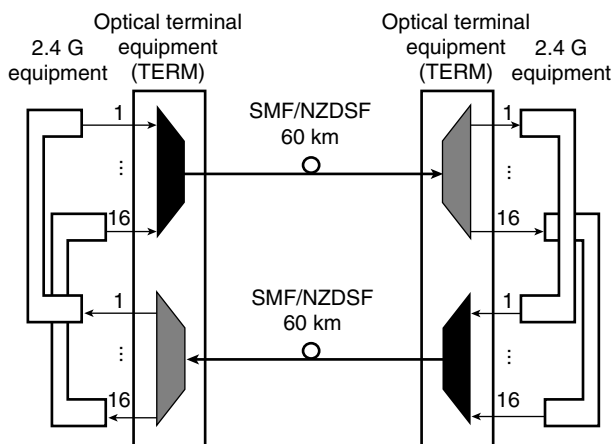 Optical terminal
equipment
(TERM)
2.4 G
equipment
Optical terminal
equipment
(TERM)
2.4 G
equipment
1
...
16
SMF/NZDSF
60 km
1
...
16
1
...
16
SMF/NZDSF
60 km
1
...
16